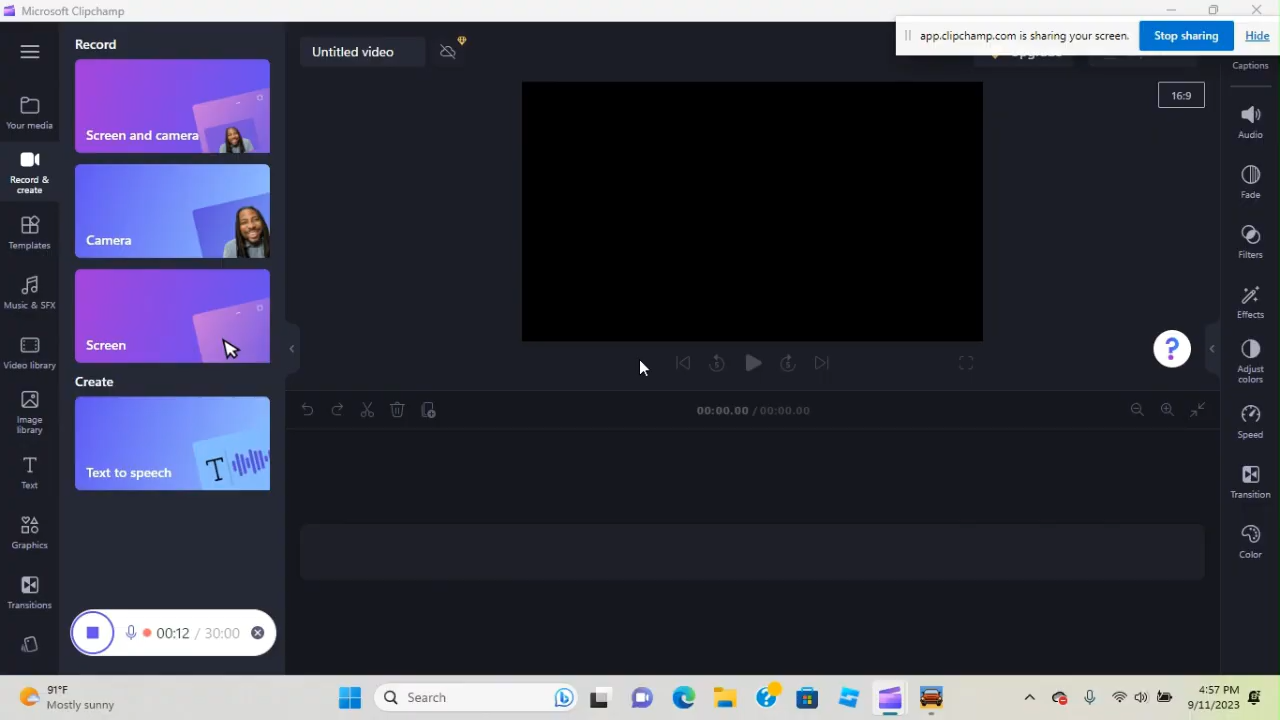 Microsoft Clipchamp
Record
Untitled video
app.clipchamp.com is sharing your screen.
Stop sharing
Hide
Captions
16:9
Your media
Screen and camera
Audio
Record &
create
Fade
Templates
Camera
Filters
Music & SFX
Effects
Screen
Video library
?
Adjust
colors
Create
5
5
Image
library
00:00.00 / 00:00.00
Speed
Text
Text to speech
T
Transition
Graphics
Color
Transitions
00:12 / 30:00
91°F
Mostly sunny
Search
4:57 PM
9/11/2023